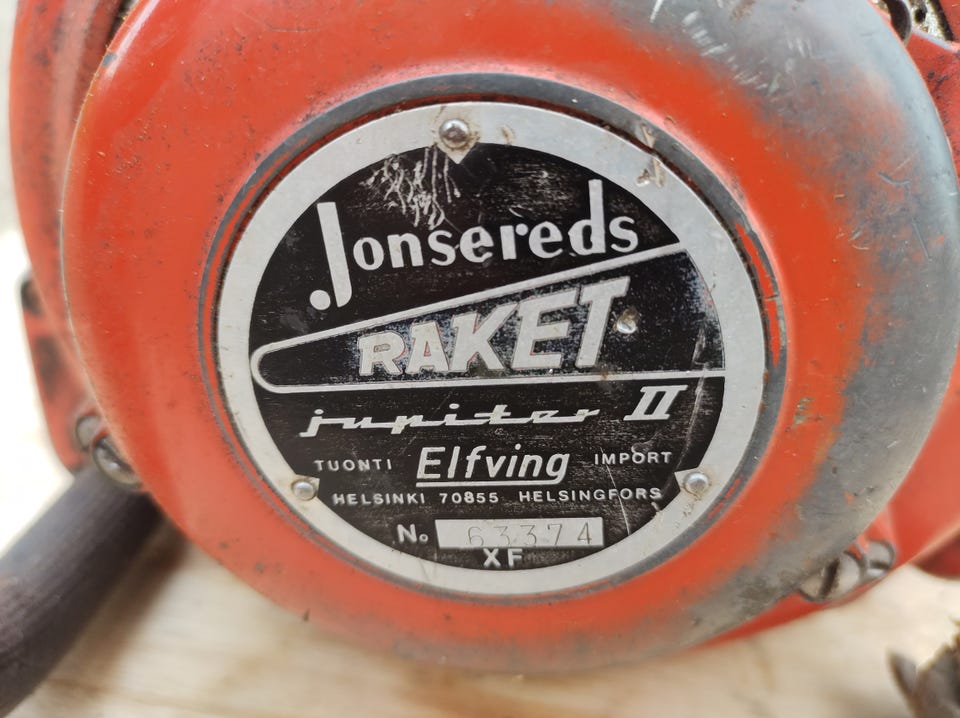 Jonsereds
RAKET
jupiter II
TUONTI Elfving IMPORT
HELSINKI 70855 HELSINGFORS
No 63374
XF